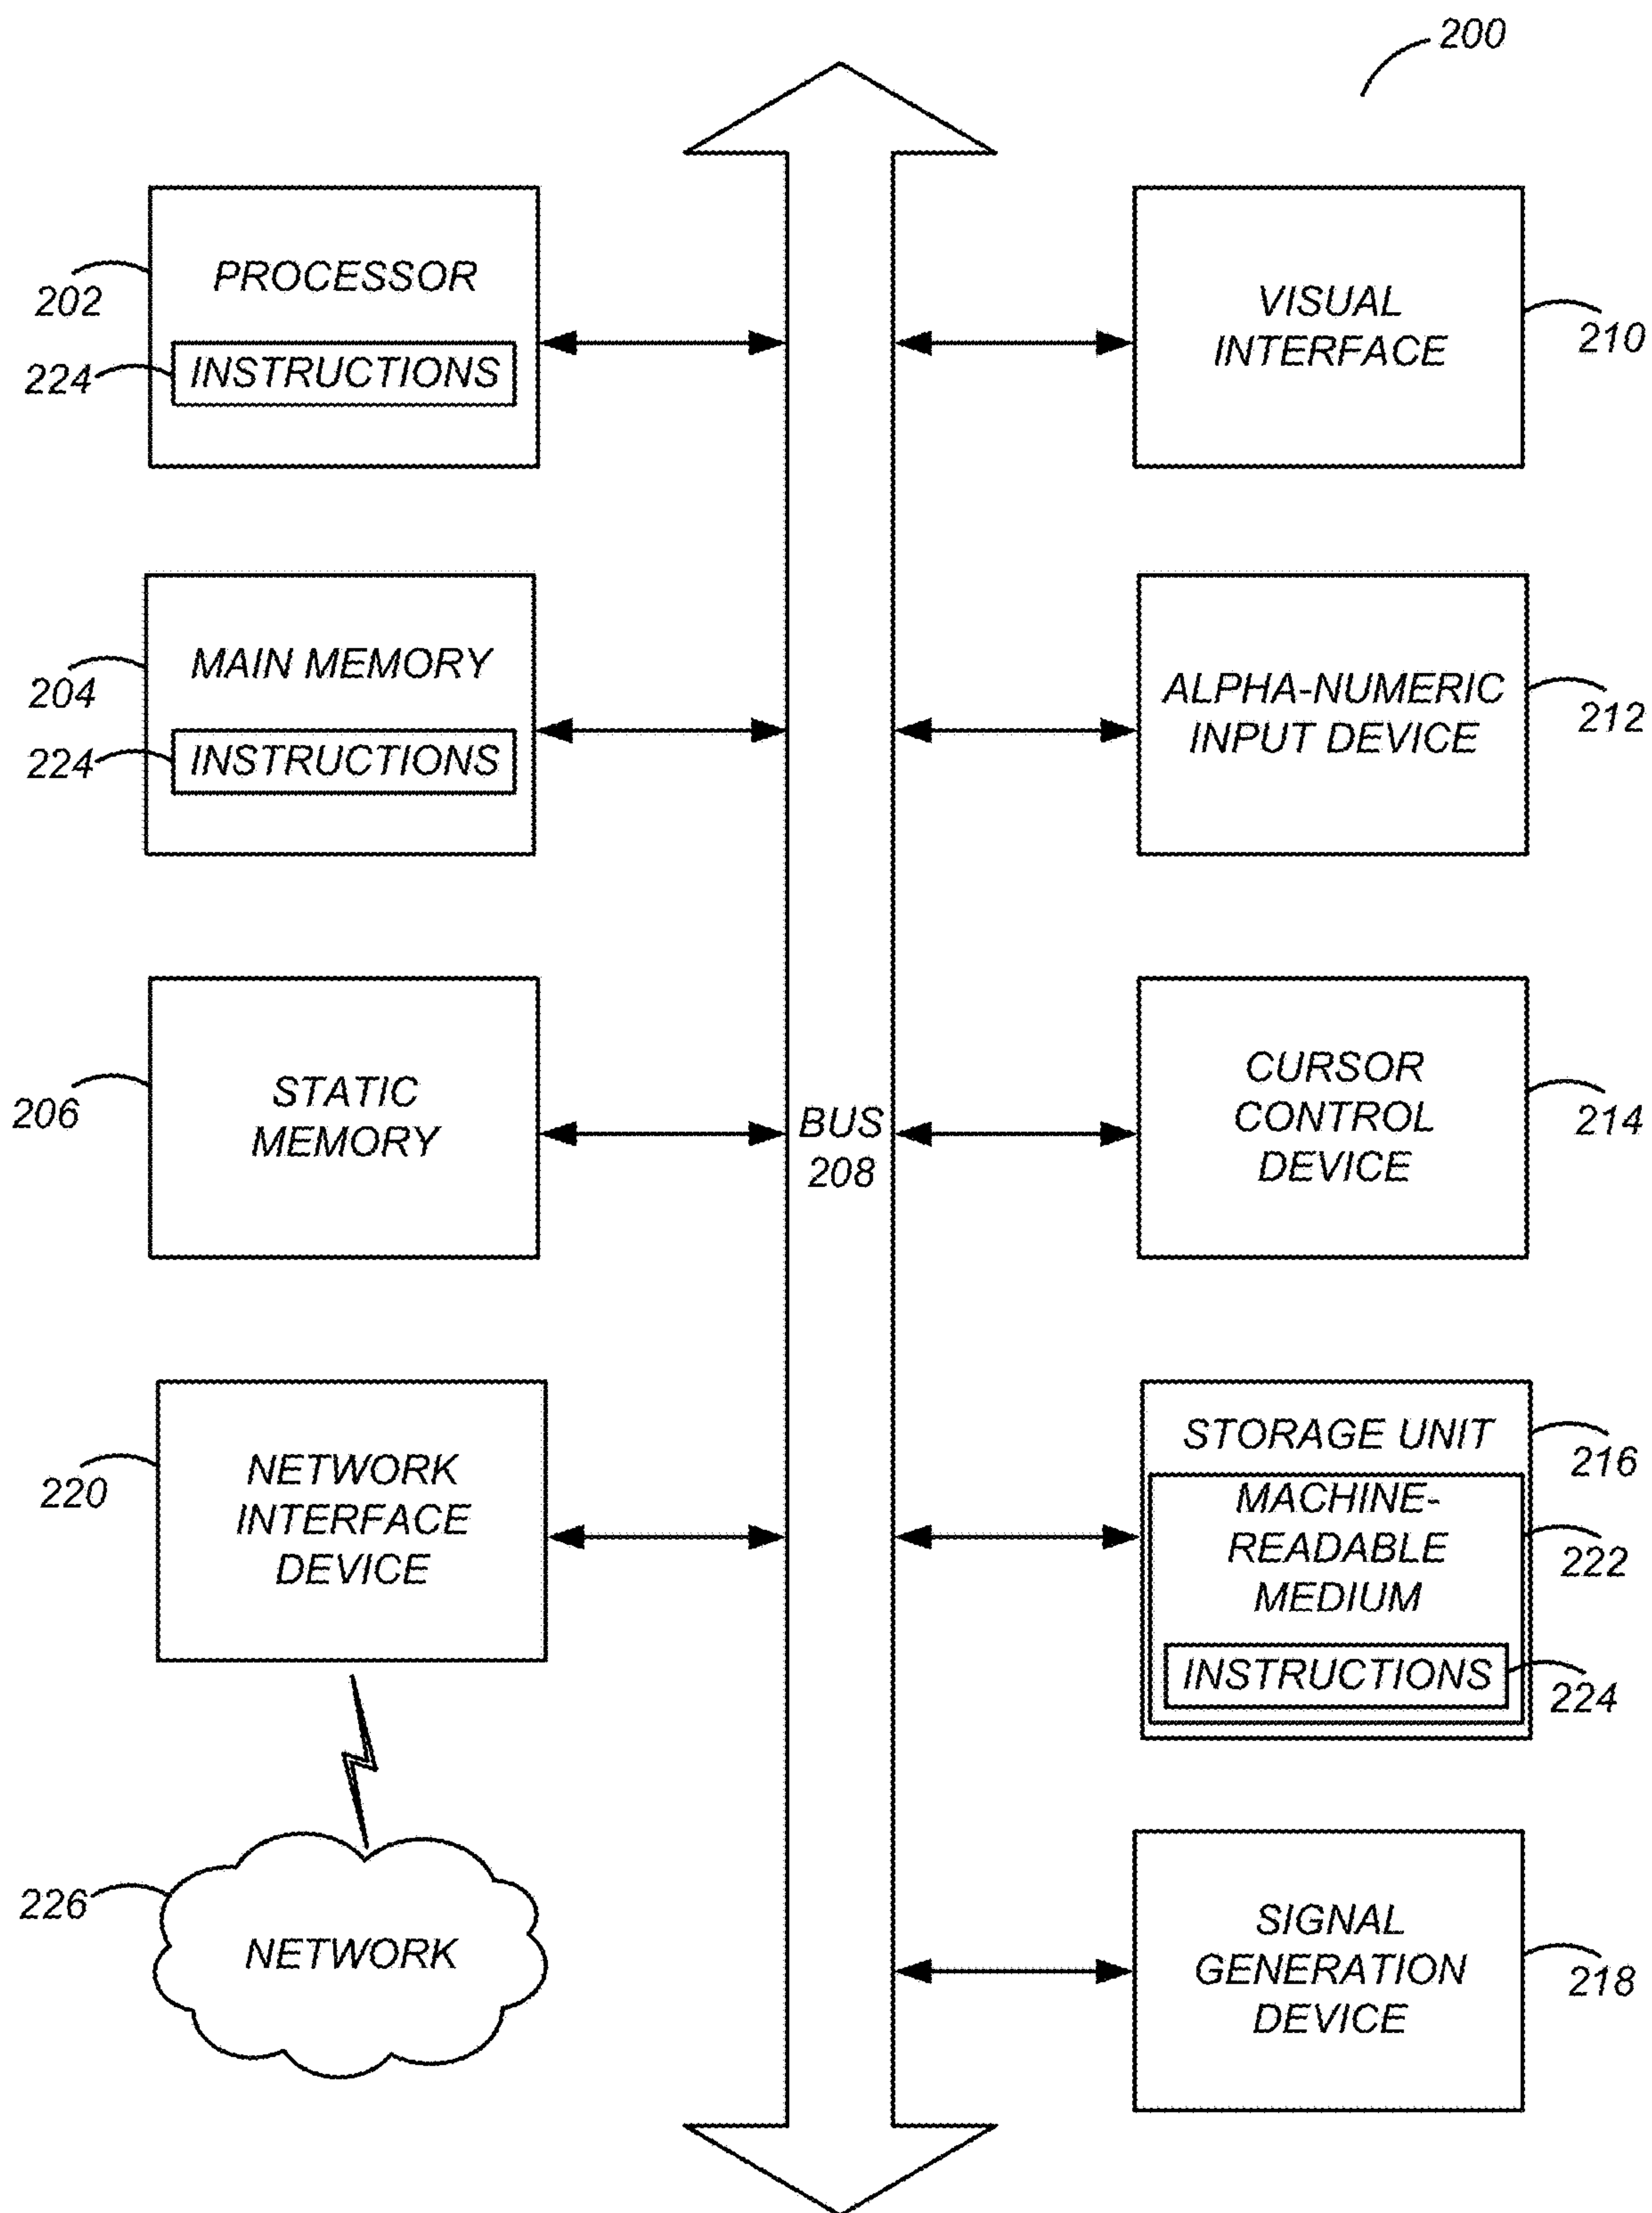 200
PROCESSOR
202
224
INSTRUCTIONS
VISUAL
INTERFACE
210
MAIN MEMORY
204
224
INSTRUCTIONS
ALPHA-NUMERIC
INPUT DEVICE
212
STATIC
MEMORY
206
BUS
208
CURSOR
CONTROL
DEVICE
214
NETWORK
INTERFACE
DEVICE
220
STORAGE UNIT
216
MACHINE-
READABLE
MEDIUM
222
INSTRUCTIONS
224
226
NETWORK
SIGNAL
GENERATION
DEVICE
218